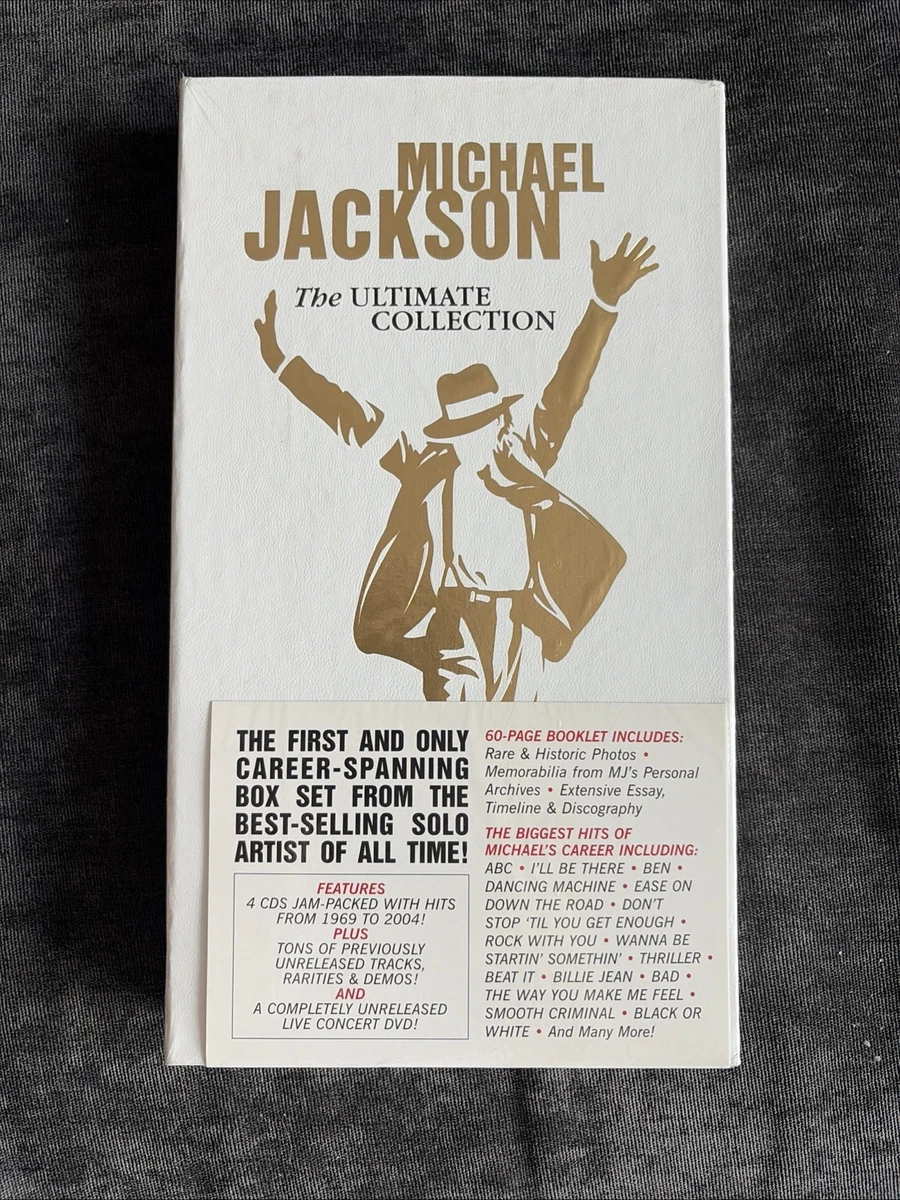 MICHAEL
JACKSON
The ULTIMATE
COLLECTION
THE FIRST AND ONLY
CAREER-SPANNING
BOX SET FROM THE
BEST-SELLING SOLO
ARTIST OF ALL TIME!
FEATURES
4 CDS JAM-PACKED WITH HITS
FROM 1969 TO 2004!
PLUS
TONS OF PREVIOUSLY
UNRELEASED TRACKS,
RARITIES & DEMOS!
AND
A COMPLETELY UNRELEASED
LIVE CONCERT DVD!
60-PAGE BOOKLET INCLUDES:
Rare & Historic Photos •
Memorabilia from MJ's Personal
Archives • Extensive Essay,
Timeline & Discography
THE BIGGEST HITS OF
MICHAEL'S CAREER INCLUDING:
ABC • I'LL BE THERE • BEN •
DANCING MACHINE • EASE ON
DOWN THE ROAD • DON'T
STOP 'TIL YOU GET ENOUGH •
ROCK WITH YOU • WANNA BE
STARTIN' SOMETHIN' • THRILLER •
BEAT IT • BILLIE JEAN • BAD •
THE WAY YOU MAKE ME FEEL •
SMOOTH CRIMINAL • BLACK OR
WHITE • And Many More!